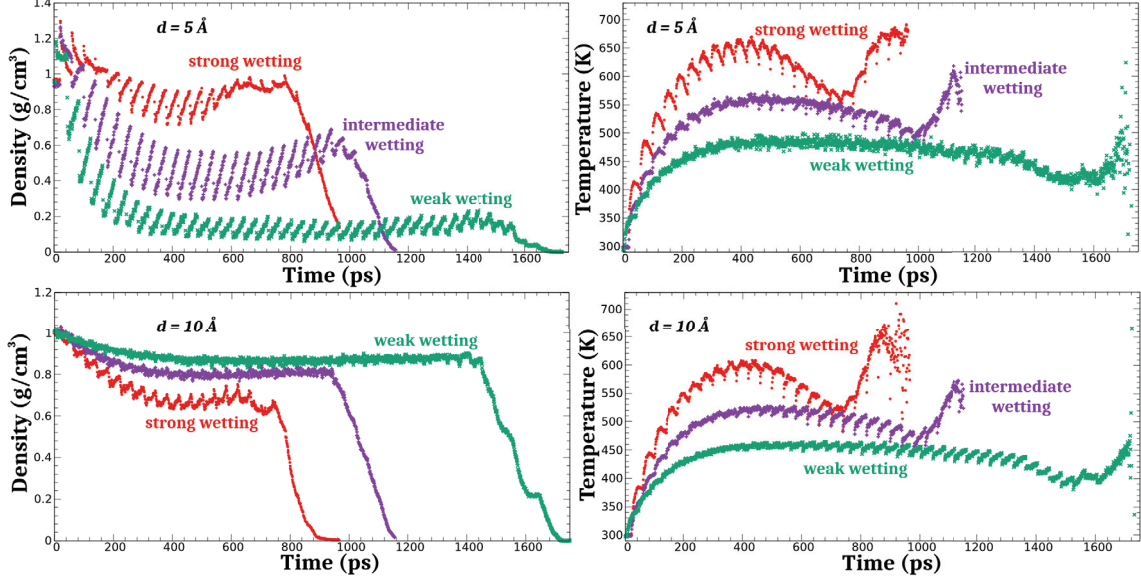 d = 5 Å
strong wetting
intermediate
wetting
weak wetting
Density (g/cm³)
1.4
1.2
1
0.8
0.6
0.4
0.2
0
0 200 400 600 800 1000 1200 1400 1600
Time (ps)
d = 5 Å
strong wetting
intermediate
wetting
weak wetting
Temperature (K)
700
650
600
550
500
450
400
350
300
0 200 400 600 800 1000 1200 1400 1600
Time (ps)
d = 10 Å
weak wetting
strong wetting
Density (g/cm³)
1.2
1
0.8
0.6
0.4
0.2
0
0 200 400 600 800 1000 1200 1400 1600
Time (ps)
d = 10 Å
strong wetting
intermediate
wetting
weak wetting
Temperature (K)
700
650
600
550
500
450
400
350
300
0 200 400 600 800 1000 1200 1400 1600
Time (ps)